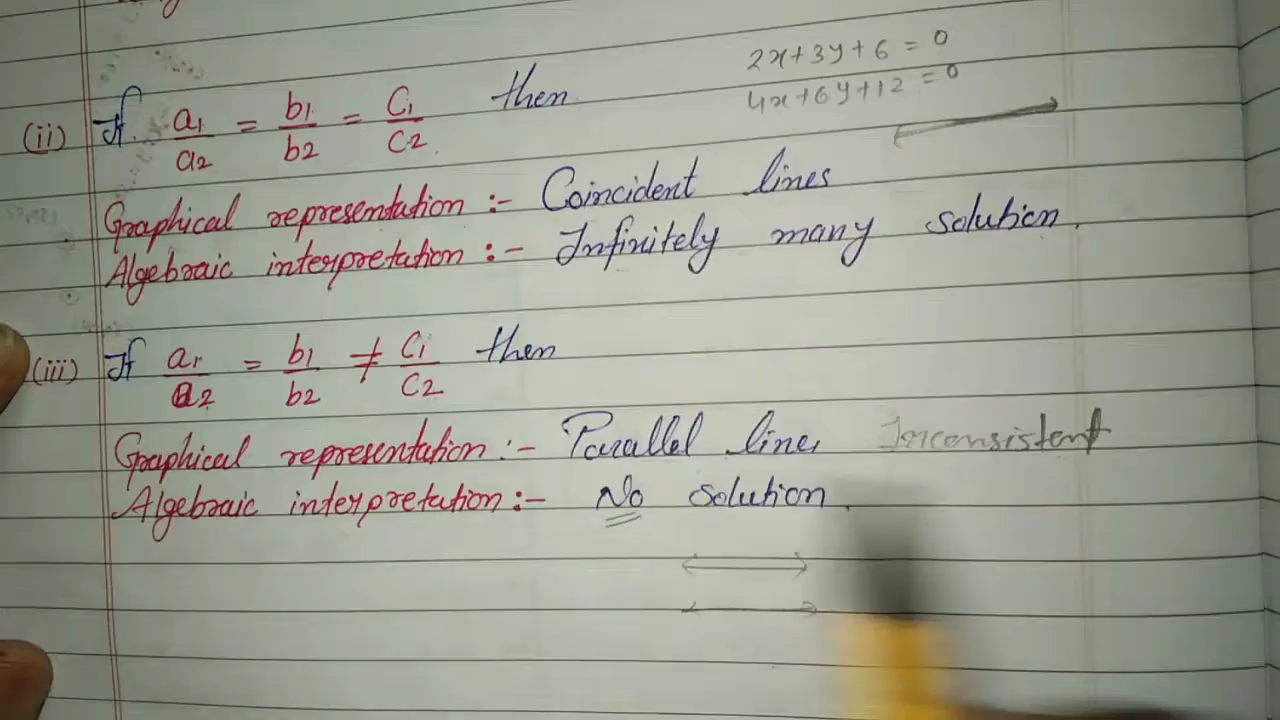 2x+3y+6=0
4x+6y+12=0
(ii) If a1/a2 = b1/b2 = C1/C2 then
Graphical representation :- Coincident lines
Algebraic interpretation :- Infinitely many solution.
(iii) If a1/a2 = b1/b2 ≠ C1/C2 then
Graphical representation :- Parallel lines Inconsistent
Algebraic interpretation :- No solution.